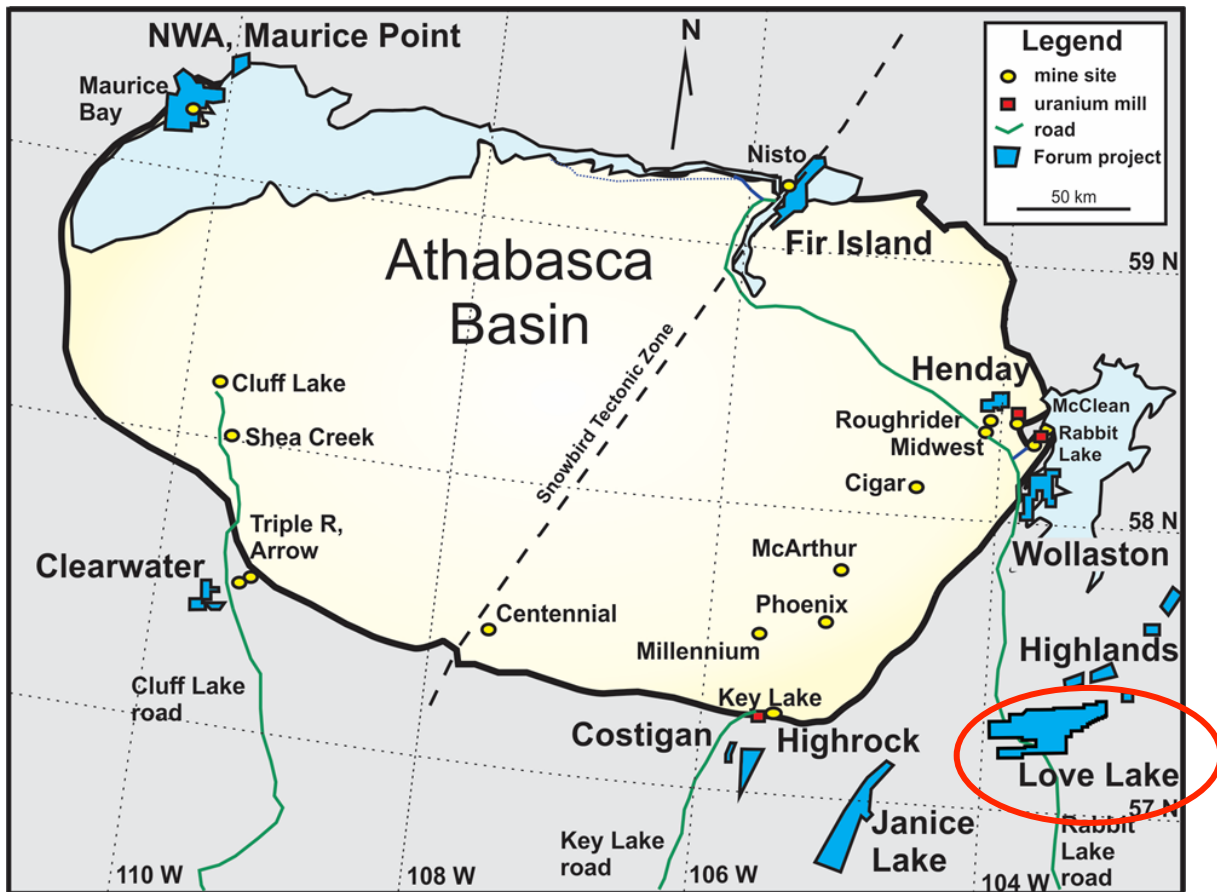 NWA, Maurice Point
Maurice
Bay
N
Legend
mine site
uranium mill
road
Forum project
50 km
Nisto
Fir Island
59 N
Athabasca
Basin
Snowbird Tectonic Zone
Henday
McClean
Roughrider
Midwest
Rabbit
Lake
Cluff Lake
Shea Creek
Cigar
58 N
Triple R,
Arrow
Clearwater
Wollaston
McArthur
Phoenix
Centennial
Millennium
Highlands
Cluff Lake
road
Key Lake
Costigan
Highrock
Love Lake
57 N
Janice
Lake
Key Lake
road
Rabbit
Lake
road
110 W
108 W
106 W
104 W